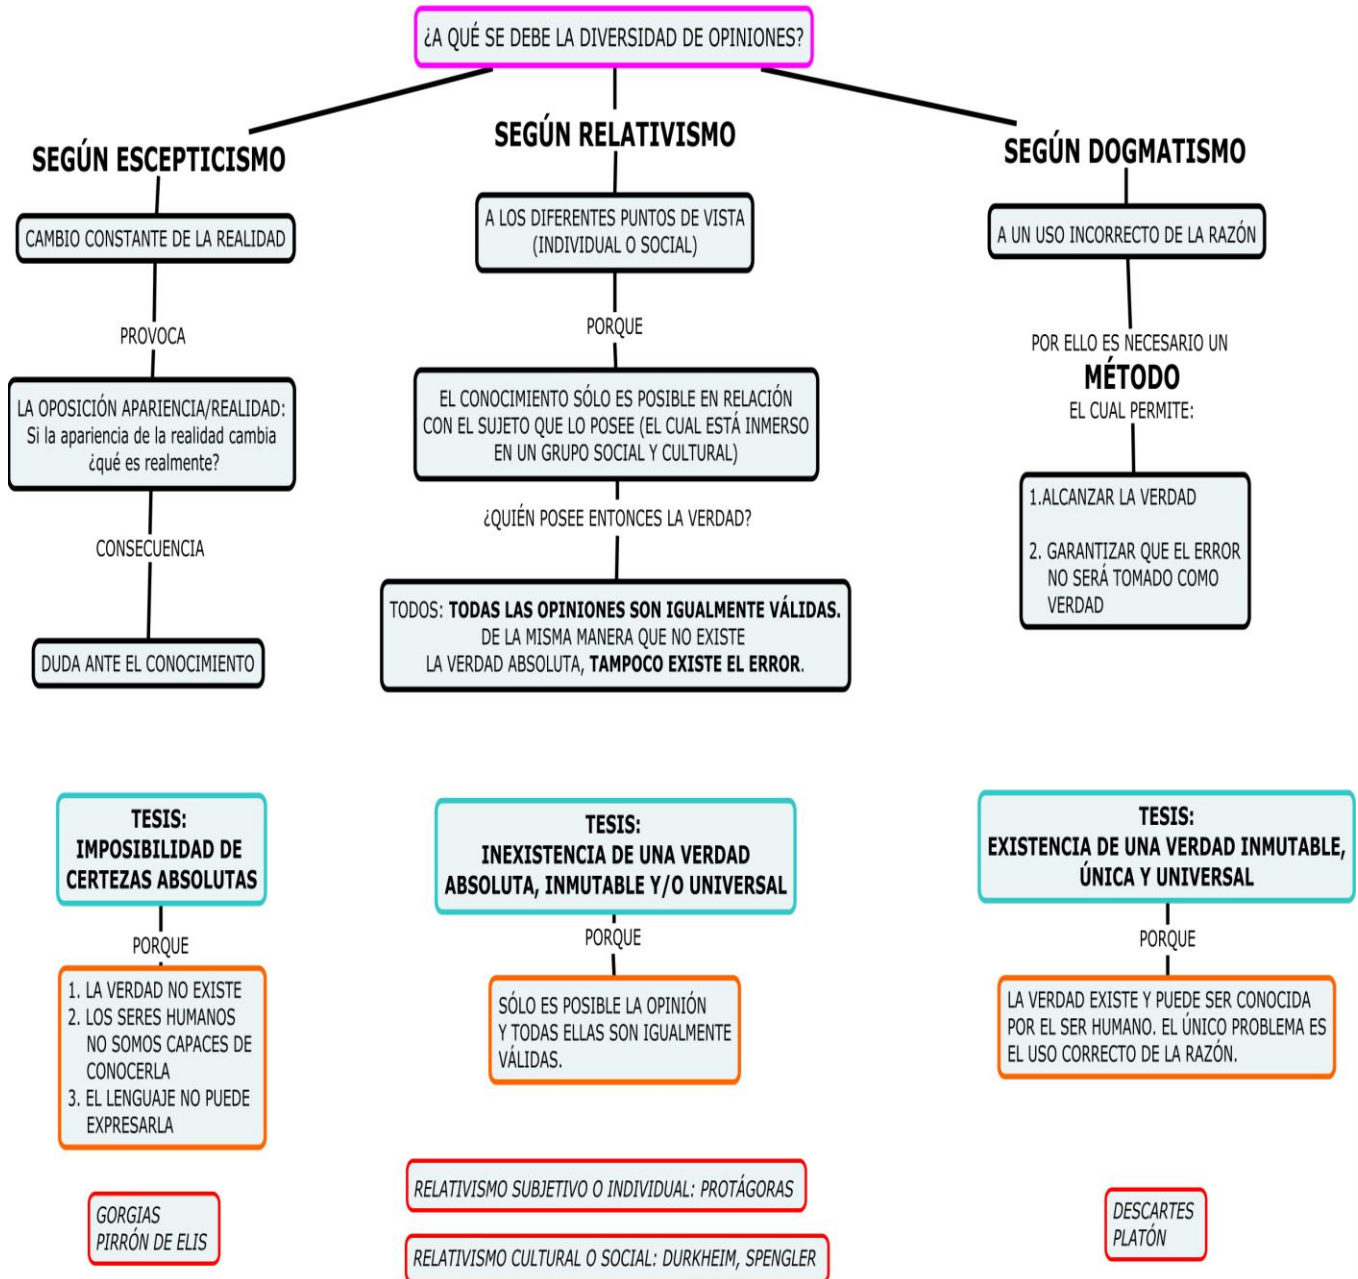 ¿A QUÉ SE DEBE LA DIVERSIDAD DE OPINIONES?
SEGÚN ESCEPTICISMO
CAMBIO CONSTANTE DE LA REALIDAD
PROVOCA
LA OPOSICIÓN APARIENCIA/REALIDAD:
Si la apariencia de la realidad cambia
¿qué es realmente?
CONSECUENCIA
DUDA ANTE EL CONOCIMIENTO
SEGÚN RELATIVISMO
A LOS DIFERENTES PUNTOS DE VISTA
(INDIVIDUAL O SOCIAL)
PORQUE
EL CONOCIMIENTO SÓLO ES POSIBLE EN RELACIÓN
CON EL SUJETO QUE LO POSEE (EL CUAL ESTÁ INMERSO
EN UN GRUPO SOCIAL Y CULTURAL)
¿QUIÉN POSEE ENTONCES LA VERDAD?
TODOS: TODAS LAS OPINIONES SON IGUALMENTE VÁLIDAS.
DE LA MISMA MANERA QUE NO EXISTE
LA VERDAD ABSOLUTA, TAMPOCO EXISTE EL ERROR.
SEGÚN DOGMATISMO
A UN USO INCORRECTO DE LA RAZÓN
POR ELLO ES NECESARIO UN
MÉTODO
EL CUAL PERMITE:
1.ALCANZAR LA VERDAD
2. GARANTIZAR QUE EL ERROR
NO SERÁ TOMADO COMO
VERDAD
TESIS:
IMPOSIBILIDAD DE
CERTEZAS ABSOLUTAS
PORQUE
1. LA VERDAD NO EXISTE
2. LOS SERES HUMANOS
NO SOMOS CAPACES DE
CONOCERLA
3. EL LENGUAJE NO PUEDE
EXPRESARLA
GORGIAS
PIRRÓN DE ELIS
TESIS:
INEXISTENCIA DE UNA VERDAD
ABSOLUTA, INMUTABLE Y/O UNIVERSAL
PORQUE
SÓLO ES POSIBLE LA OPINIÓN
Y TODAS ELLAS SON IGUALMENTE
VÁLIDAS.
RELATIVISMO SUBJETIVO O INDIVIDUAL: PROTÁGORAS
RELATIVISMO CULTURAL O SOCIAL: DURKHEIM, SPENGLER
TESIS:
EXISTENCIA DE UNA VERDAD INMUTABLE,
ÚNICA Y UNIVERSAL
PORQUE
LA VERDAD EXISTE Y PUEDE SER CONOCIDA
POR EL SER HUMANO. EL ÚNICO PROBLEMA ES
EL USO CORRECTO DE LA RAZÓN.
DESCARTES
PLATÓN